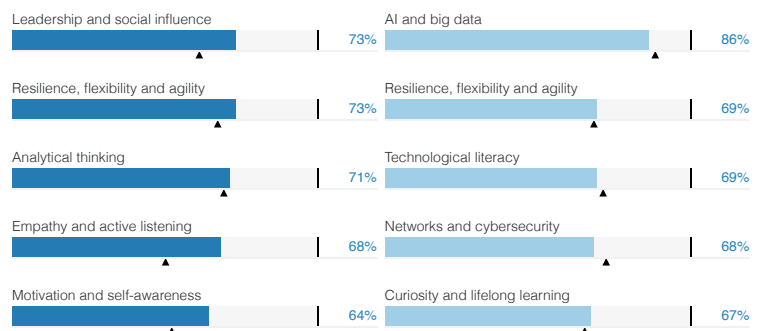 Leadership and social influence
73%
Resilience, flexibility and agility
73%
Analytical thinking
71%
Empathy and active listening
68%
Motivation and self-awareness
64%
AI and big data
86%
Resilience, flexibility and agility
69%
Technological literacy
69%
Networks and cybersecurity
68%
Curiosity and lifelong learning
67%